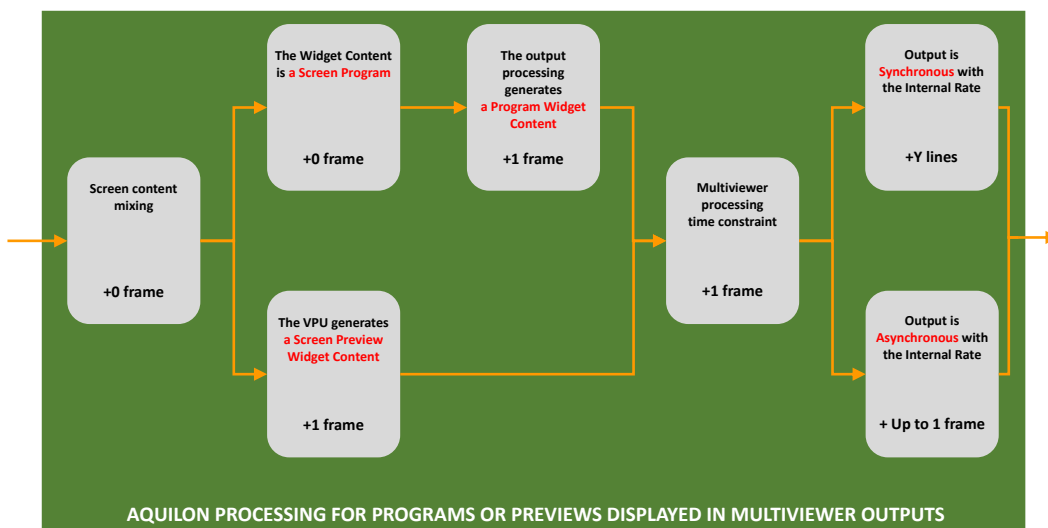 Screen content
mixing
+0 frame
The Widget Content
is a Screen Program
+0 frame
The output
processing
generates
a Program Widget
Content
+1 frame
The VPU generates
a Screen Preview
Widget Content
+1 frame
Multiviewer
processing
time constraint
+1 frame
Output is
Synchronous with
the Internal Rate
+Y lines
Output is
Asynchronous with
the Internal Rate
+ Up to 1 frame
AQUILON PROCESSING FOR PROGRAMS OR PREVIEWS DISPLAYED IN MULTIVIEWER OUTPUTS